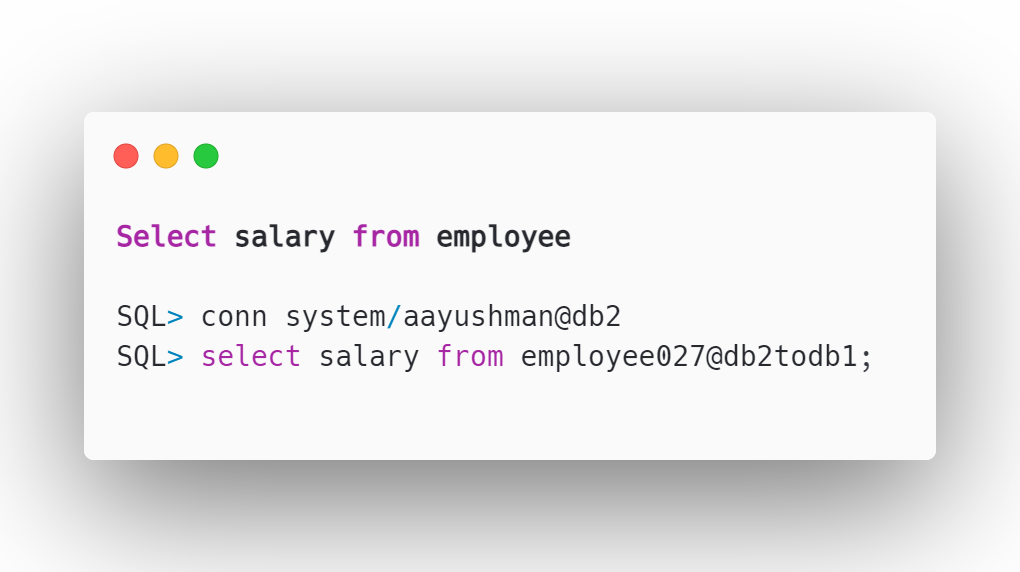 Select salary from employee
SQL> conn system/aayushman@db2
SQL> select salary from employee027@db2todb1;